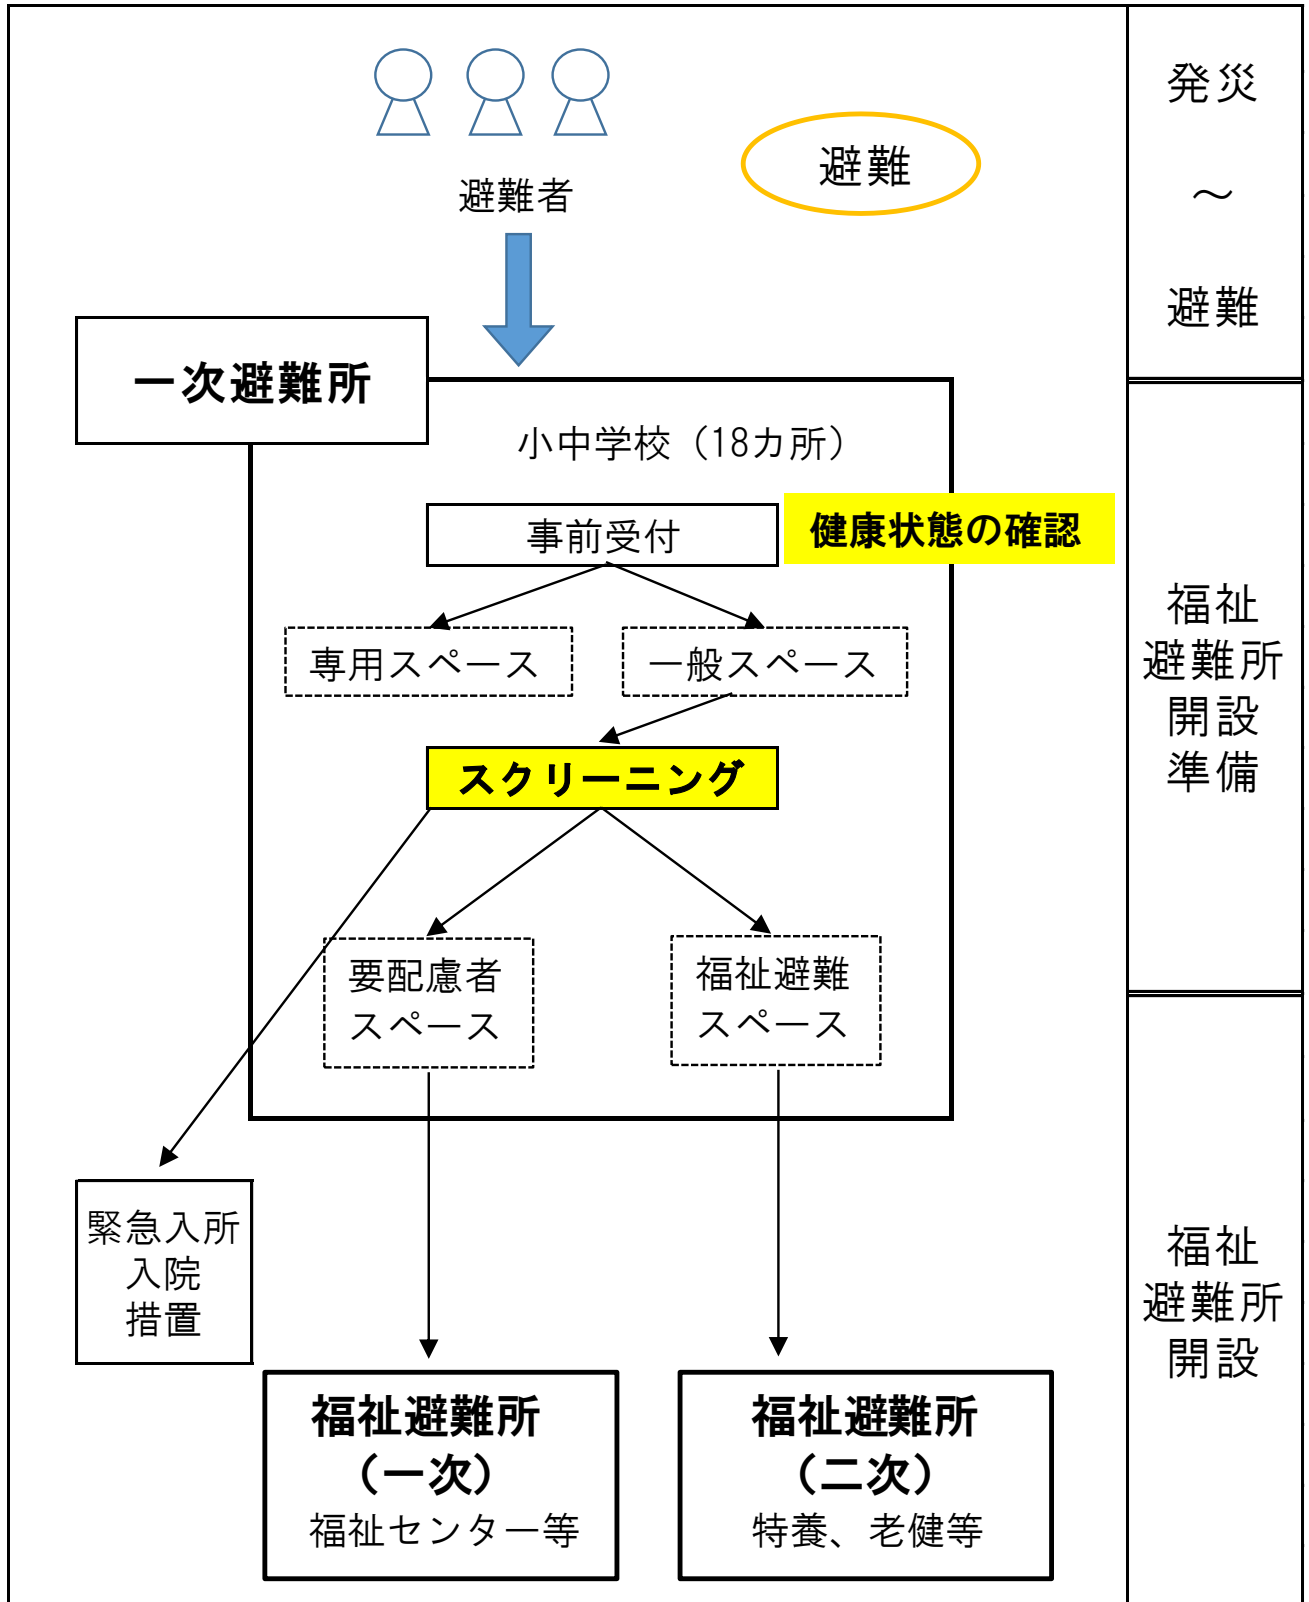 避難者
避難
発災
～
避難
一次避難所
小中学校（18カ所）
事前受付
健康状態の確認
専用スペース
一般スペース
スクリーニング
要配慮者
スペース
福祉避難
スペース
福祉
避難所
開設
準備
緊急入所
入院
措置
福祉避難所
（一次）
福祉センター等
福祉避難所
（二次）
特養、老健等
福祉
避難所
開設